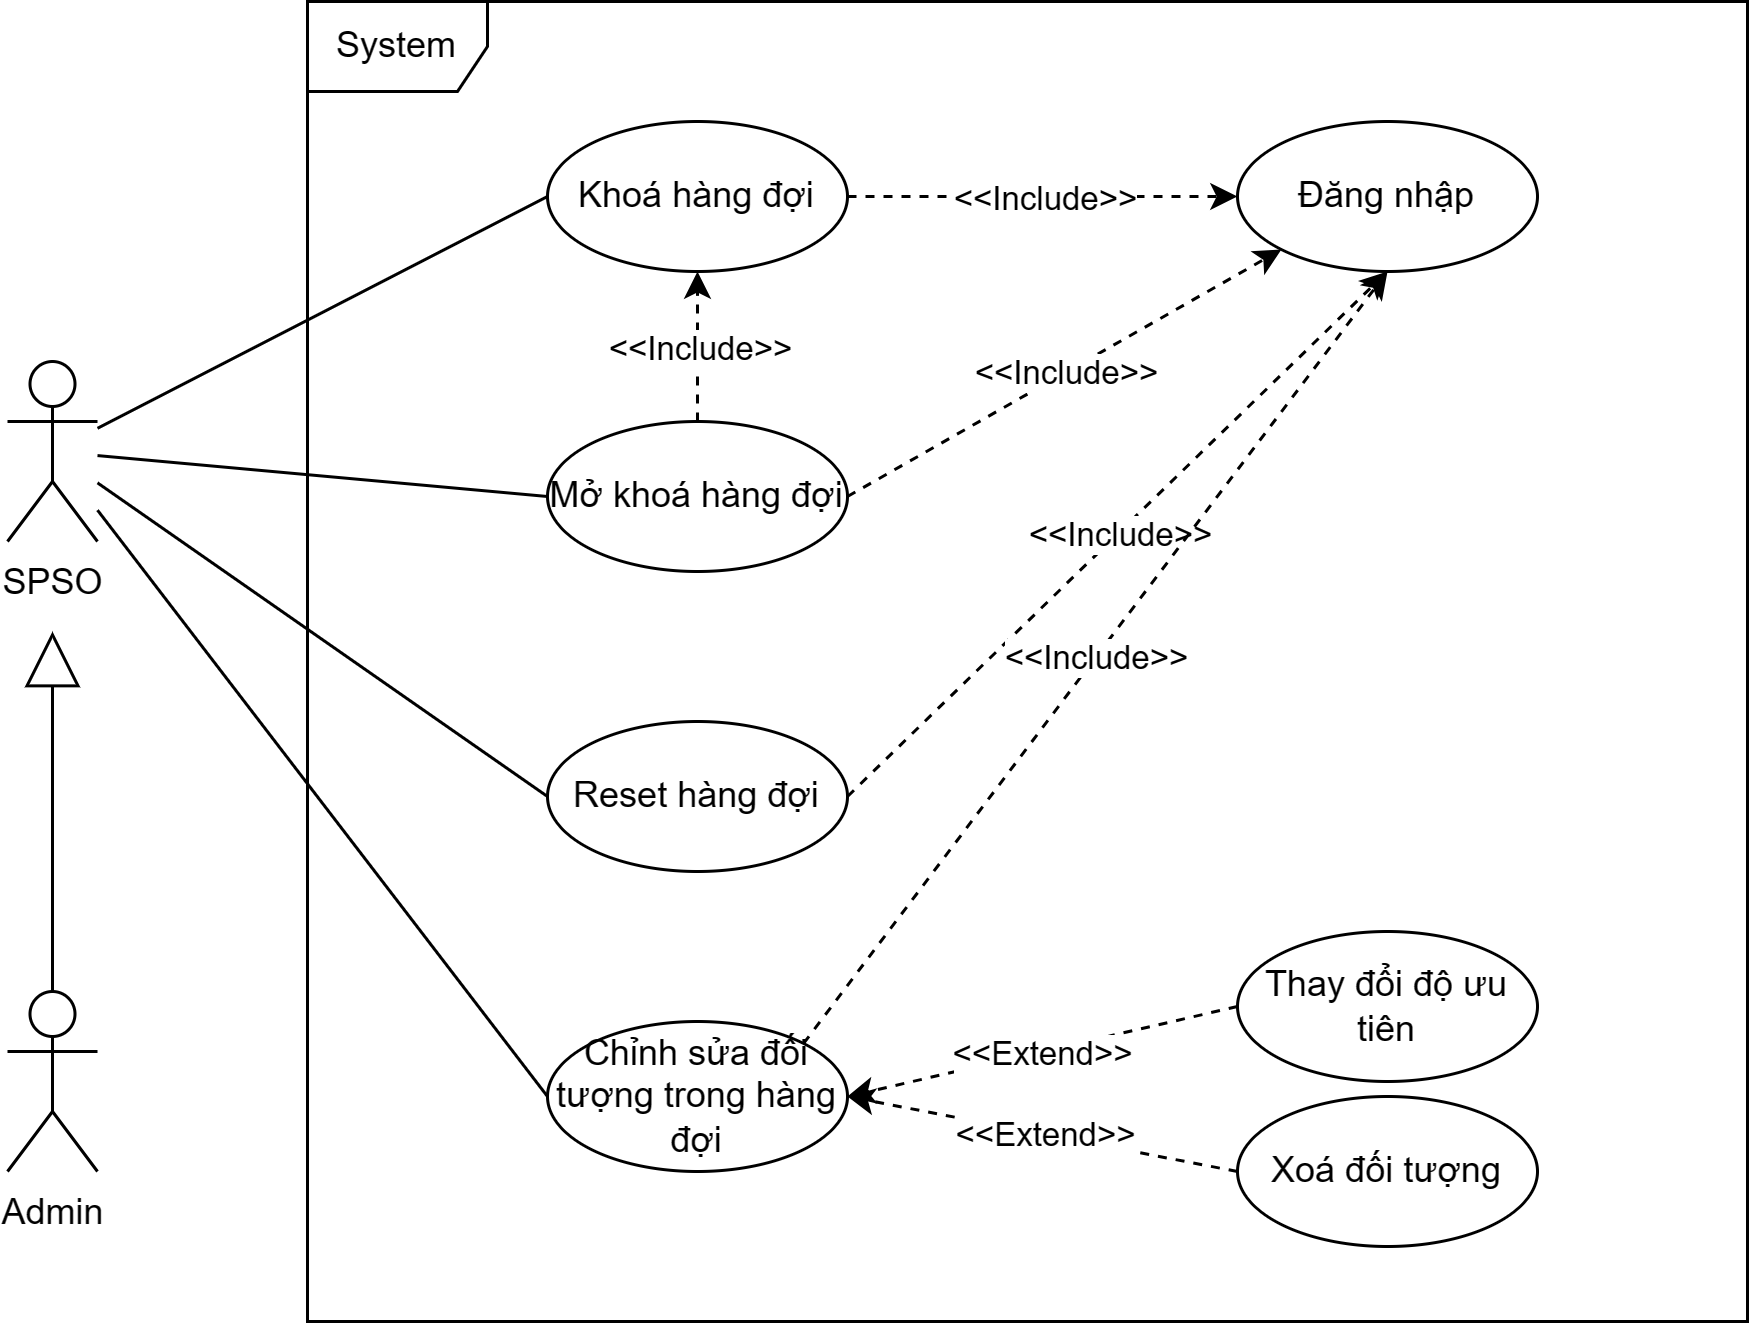 System
Khoá hàng đợi
<<Include>>
Đăng nhập
<<Include>>
<<Include>>
Mở khoá hàng đợi
SPSO
<<Include>>
<<Include>>
Reset hàng đợi
Thay đổi độ ưu
tiên
Chỉnh sửa đối
tượng trong hàng
đợi
<<Extend>>
<<Extend>>
Xoá đối tượng
Admin